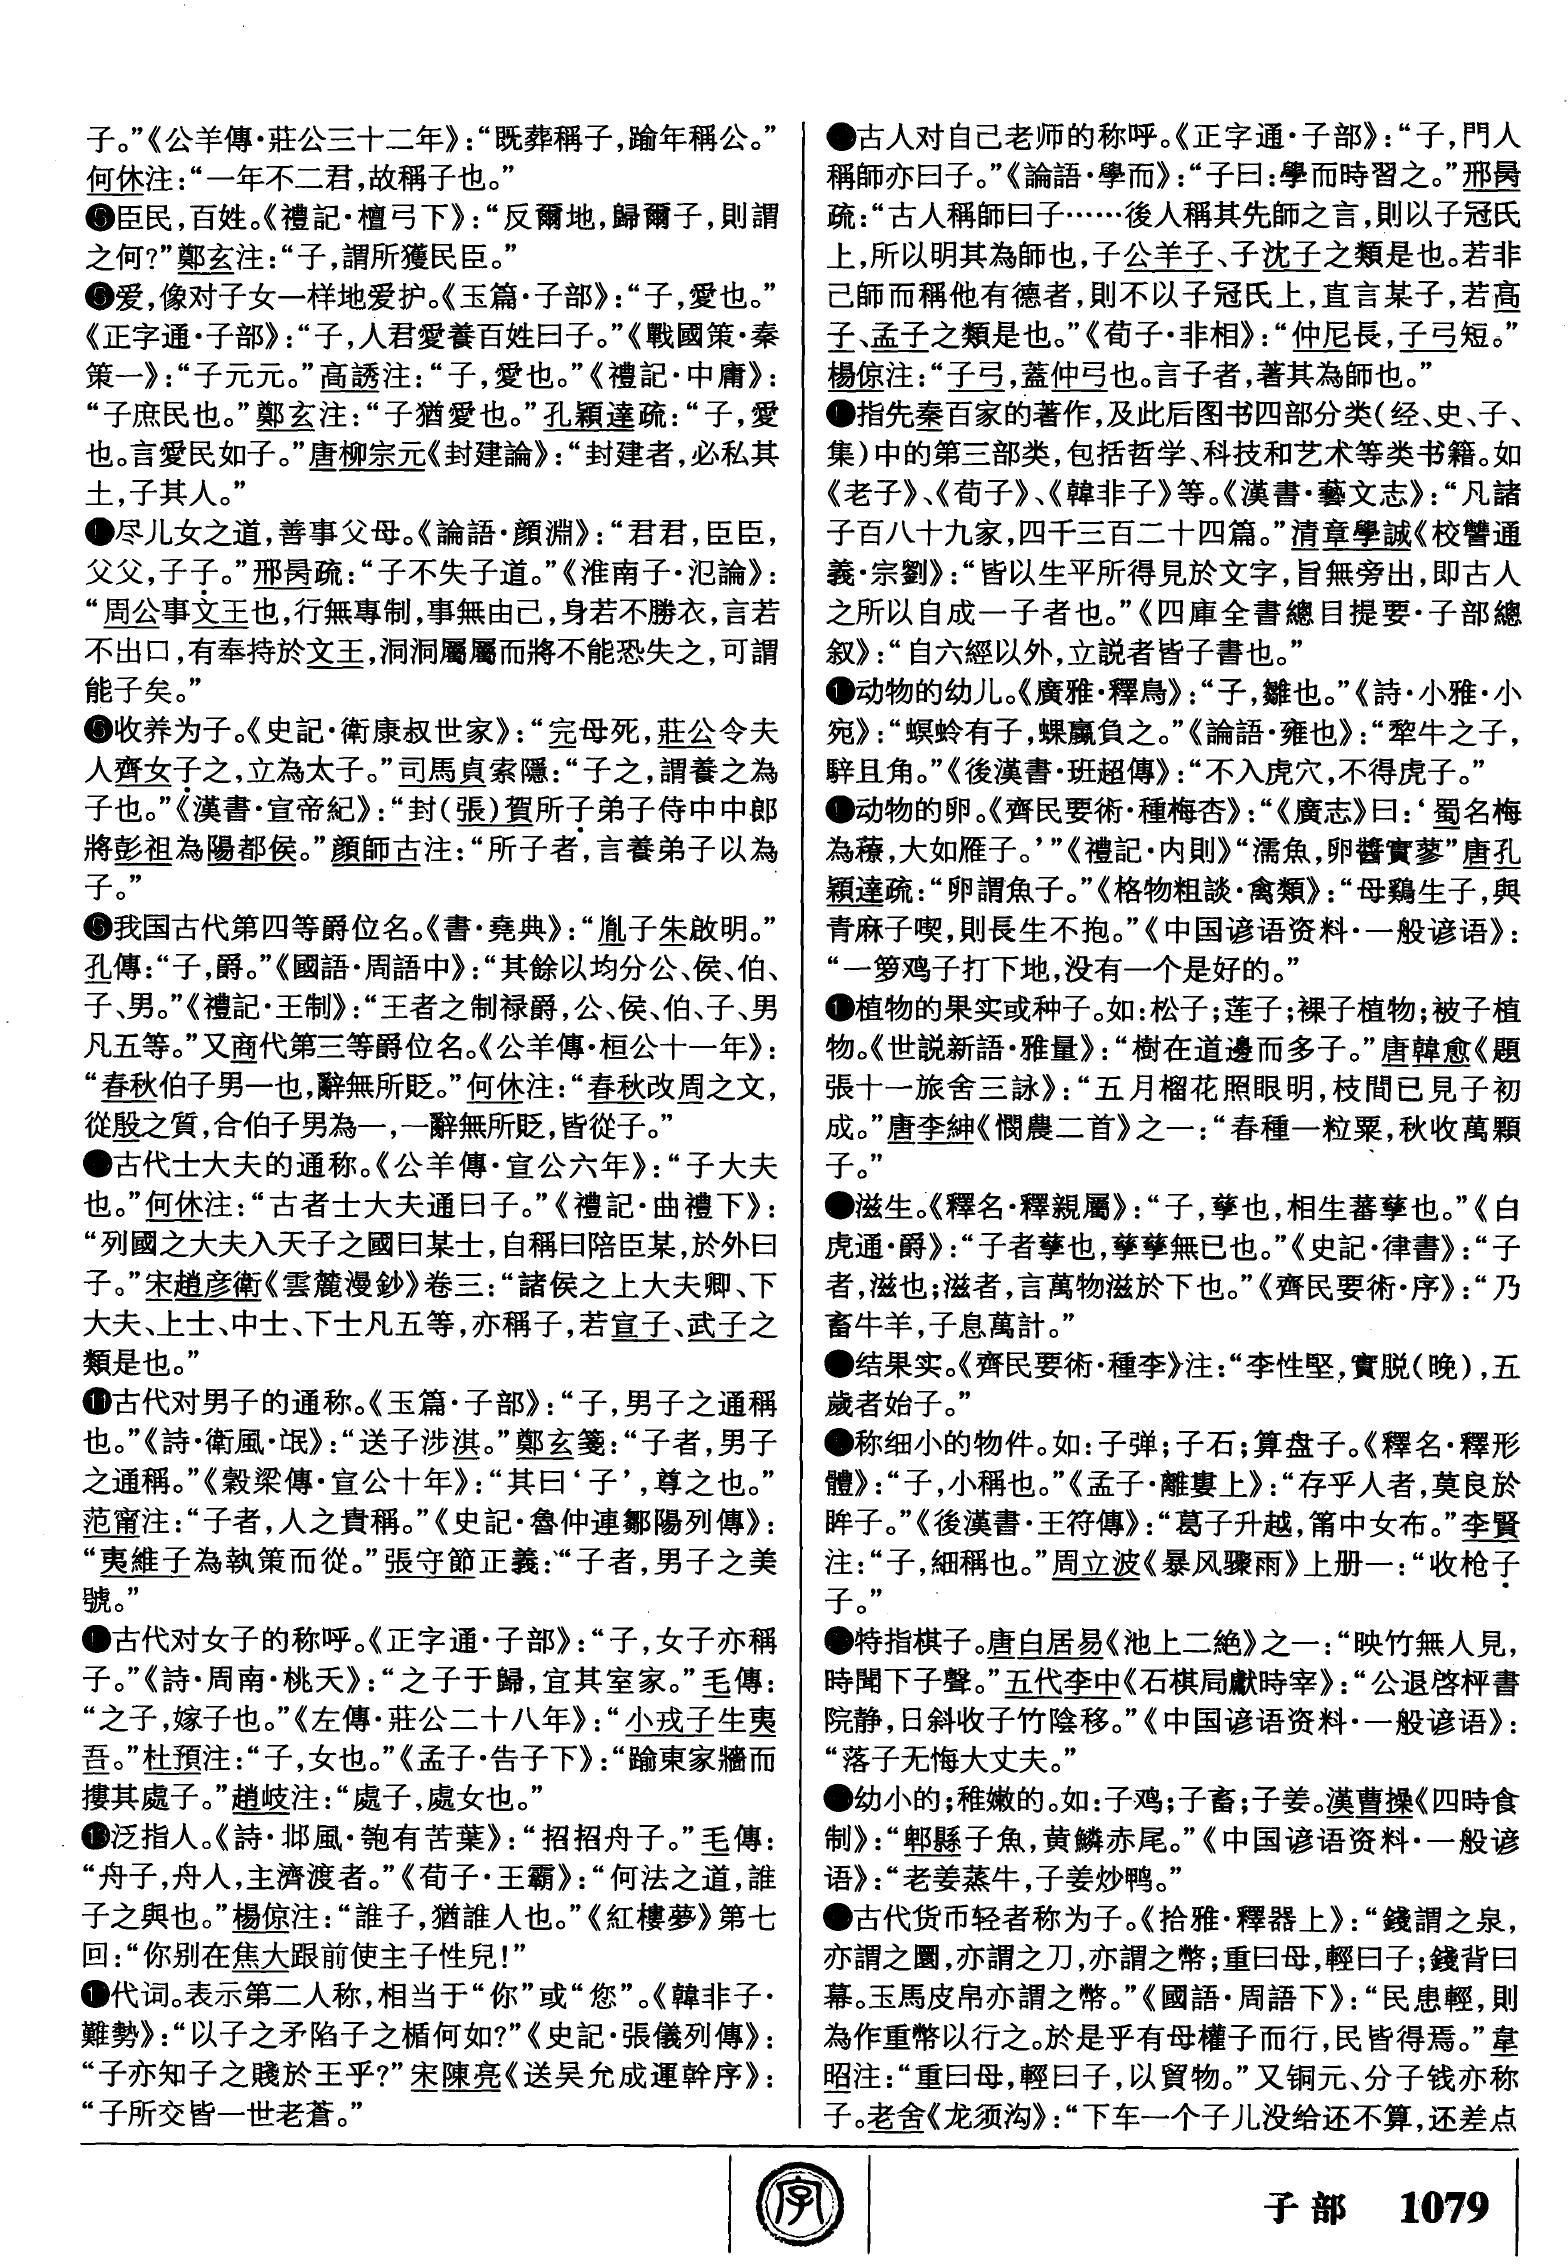 子。”《公羊傳·莊公三十二年》：“既葬稱子，踰年稱公。”
何休注：“一年不二君，故稱子也。”
臣民，百姓。《禮記·檀弓下》：“反爾地，歸爾子，則謂
之何？”鄭玄注：“子，謂所獲民臣。”
爱，像对子女一样地爱护。《玉篇·子部》：“子，愛也。”
《正字通·子部》：“子，人君愛養百姓曰子。”《戰國策·秦
策一》：“子元元。”高誘注：“子，愛也。”《禮記·中庸》：
“子庶民也。”鄭玄注：“子猶愛也。”孔穎達疏：“子，愛
也。言愛民如子。”唐柳宗元《封建論》：“封建者，必私其
土，子其人。”
尽儿女之道，善事父母。《論語·顔淵》：“君君，臣臣，
父父，子子。”邢昺疏：“子不失子道。”《淮南子·氾論》：
“周公事文王也，行無專制，事無由己，身若不勝衣，言若
不出口，有奉持於文王，洞洞屬屬而將不能恐失之，可謂
能子矣。”
收养为子。《史記·衛康叔世家》：“完母死，莊公令夫
人齊女子之，立為太子。”司馬貞索隱：“子之，謂養之為
子也。”《漢書·宣帝紀》：“封（張）賀所子弟子侍中中郎
將彭祖為陽都侯。”顔師古注：“所子者，言養弟子以為
子。”
我国古代第四等爵位名。《書·堯典》：“胤子朱啟明。”
孔傳：“子，爵。”《國語·周語中》：“其餘以均分公、侯、伯、
子、男。”《禮記·王制》：“王者之制禄爵，公、侯、伯、子、男
凡五等。”又商代第三等爵位名。《公羊傳·桓公十一年》：
“春秋伯子男一也，辭無所貶。”何休注：“春秋改周之文，
從殷之質，合伯子男為一，一辭無所貶，皆從子。”
古代士大夫的通称。《公羊傳·宣公六年》：“子大夫
也。”何休注：“古者士大夫通曰子。”《禮記·曲禮下》：
“列國之大夫入天子之國曰某士，自稱曰陪臣某，於外曰
子。”宋趙彦衛《雲麓漫鈔》卷三：“諸侯之上大夫卿、下
大夫、上士、中士、下士凡五等，亦稱子，若宣子、武子之
類是也。”
⑪古代对男子的通称。《玉篇·子部》：“子，男子之通稱
也。”《詩·衛風·氓》：“送子涉淇。”鄭玄箋：“子者，男子
之通稱。”《穀梁傳·宣公十年》：“其曰‘子’，尊之也。”
范甯注：“子者，人之貴稱。”《史記·魯仲連鄒陽列傳》：
“夷維子為執策而從。”張守節正義：“子者，男子之美
號。”
古代对女子的称呼。《正字通·子部》：“子，女子亦稱
子。”《詩·周南·桃夭》：“之子于歸，宜其室家。”毛傳：
“之子，嫁子也。”《左傳·莊公二十八年》：“小戎子生夷
吾。”杜預注：“子，女也。”《孟子·告子下》：“踰東家牆而
摟其處子。”趙岐注：“處子，處女也。”
泛指人。《詩·邶風·匏有苦葉》：“招招舟子。”毛傳：
“舟子，舟人，主濟渡者。”《荀子·王霸》：“何法之道，誰
子之與也。”楊倞注：“誰子，猶誰人也。”《紅樓夢》第七
回：“你别在焦大跟前使主子性兒！”
代词。表示第二人称，相当于“你”或“您”。《韓非子·
難勢》：“以子之矛陷子之楯何如？”《史記·張儀列傳》：
“子亦知子之賤於王乎？”宋陳亮《送吴允成運幹序》：
“子所交皆一世老蒼。”
古人对自己老师的称呼。《正字通·子部》：“子，門人
稱師亦曰子。”《論語·學而》：“子曰：學而時習之。”邢昺
疏：“古人稱師曰子……後人稱其先師之言，則以子冠氏
上，所以明其為師也，子公羊子、子沈子之類是也。若非
己師而稱他有德者，則不以子冠氏上，直言某子，若高
子、孟子之類是也。”《荀子·非相》：“仲尼長，子弓短。”
楊倞注：“子弓，蓋仲弓也。言子者，著其為師也。”
指先秦百家的著作，及此后图书四部分类（经、史、子、
集）中的第三部类，包括哲学、科技和艺术等类书籍。如
《老子》、《荀子》、《韓非子》等。《漢書·藝文志》：“凡諸
子百八十九家，四千三百二十四篇。”清章學誠《校讎通
義·宗劉》：“皆以生平所得見於文字，旨無旁出，即古人
之所以自成一子者也。”《四庫全書總目提要·子部總
叙》：“自六經以外，立説者皆子書也。”
动物的幼儿。《廣雅·釋鳥》：“子，雛也。”《詩·小雅·小
宛》：“螟蛉有子，蜾蠃負之。”《論語·雍也》：“犂牛之子，
騂且角。”《後漢書·班超傳》：“不入虎穴，不得虎子。”
动物的卵。《齊民要術·種梅杏》：“《廣志》曰：‘蜀名梅
為䕩，大如雁子。’”《禮記·内則》“濡魚，卵醬實蓼”唐孔
穎達疏：“卵謂魚子。”《格物粗談·禽類》：“母鷄生子，與
青麻子喫，則長生不抱。”《中国谚语资料·一般谚语》：
“一箩鸡子打下地，没有一个是好的。”
植物的果实或种子。如：松子；莲子；裸子植物；被子植
物。《世説新語·雅量》：“樹在道邊而多子。”唐韓愈《題
張十一旅舍三詠》：“五月榴花照眼明，枝間已見子初
成。”唐李紳《憫農二首》之一：“春種一粒粟，秋收萬顆
子。”
滋生。《釋名·釋親屬》：“子，孳也，相生蕃孳也。”《白
虎通·爵》：“子者孳也，孳孳無已也。”《史記·律書》：“子
者，滋也；滋者，言萬物滋於下也。”《齊民要術·序》：“乃
畜牛羊，子息萬計。”
结果实。《齊民要術·種李》注：“李性堅，實脱（晚），五
歲者始子。”
称细小的物件。如：子弹；子石；算盘子。《釋名·釋形
體》：“子，小稱也。”《孟子·離婁上》：“存乎人者，莫良於
眸子。”《後漢書·王符傳》：“葛子升越，筩中女布。”李賢
注：“子，細稱也。”周立波《暴风骤雨》上册一：“收枪子
子。”
特指棋子。唐白居易《池上二絶》之一：“映竹無人見，
時聞下子聲。”五代李中《石棋局獻時宰》：“公退啓枰書
院静，日斜收子竹陰移。”《中国谚语资料·一般谚语》：
“落子无悔大丈夫。”
幼小的；稚嫩的。如：子鸡；子畜；子姜。漢曹操《四時食
制》：“郫縣子魚，黄鱗赤尾。”《中国谚语资料·一般谚
语》：“老姜蒸牛，子姜炒鸭。”
古代货币轻者称为子。《拾雅·釋器上》：“錢謂之泉，
亦謂之圜，亦謂之刀，亦謂之幣；重曰母，輕曰子；錢背曰
幕。玉馬皮帛亦謂之幣。”《國語·周語下》：“民患輕，則
為作重幣以行之。於是乎有母權子而行，民皆得焉。”韋
昭注：“重曰母，輕曰子，以貿物。”又铜元、分子钱亦称
子。老舍《龙须沟》：“下车一个子儿没给还不算，还差点
字
子部 1079